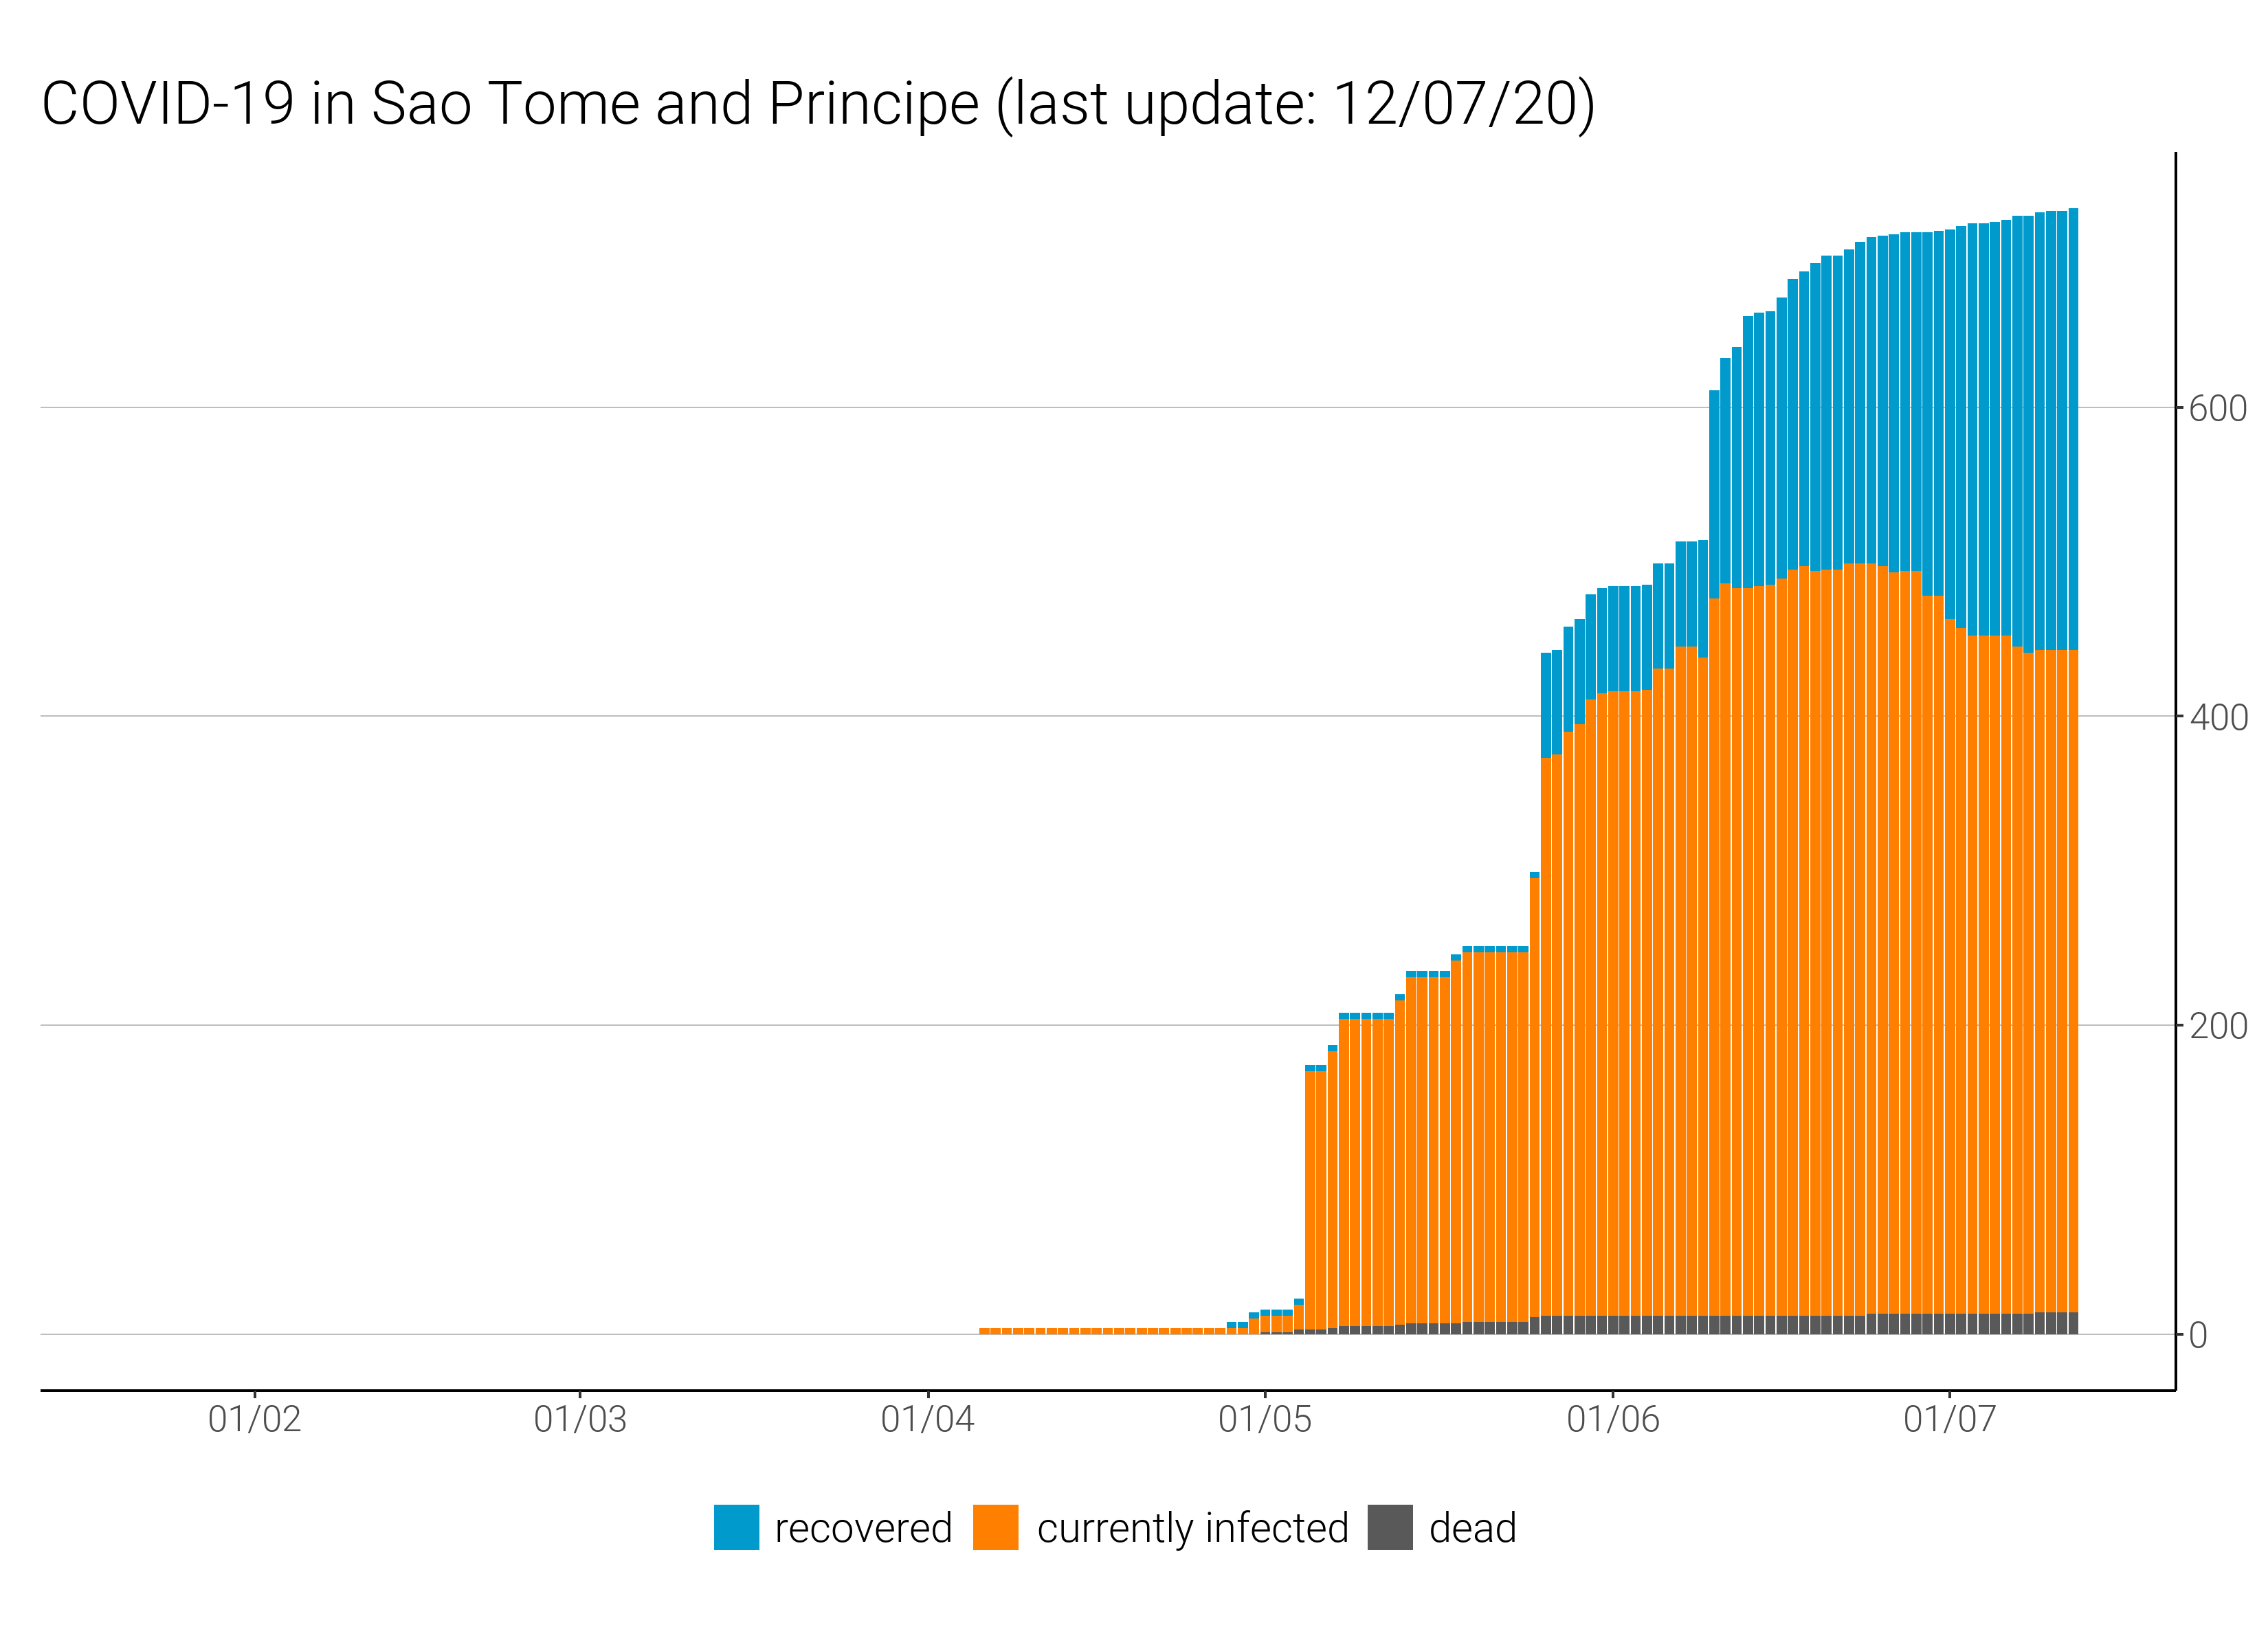 COVID-19 in Sao Tome and Principe (last update: 12/07/20)
600
400
200
0
01/02 01/03 01/04 01/05 01/06 01/07
recovered currently infected dead